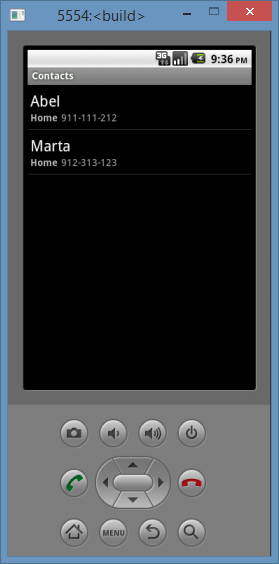 5554:<build>
3G 9:36 PM
Contacts
Abel
Home 911-111-212
Marta
Home 912-313-123
MENU